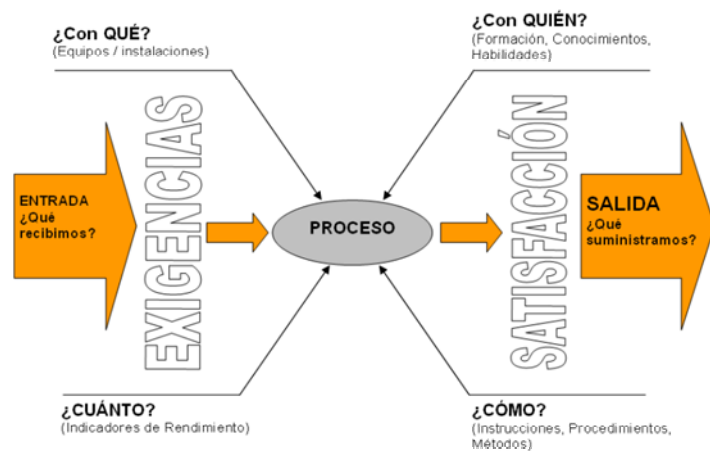 ¿Con QUÉ?
(Equipos / instalaciones)
¿Con QUIÉN?
(Formación, Conocimientos,
Habilidades)
ENTRADA
¿Qué
recibimos?
EXIGENCIAS
PROCESO
SATISFACCIÓN
SALIDA
¿Qué
suministramos?
¿CUÁNTO?
(Indicadores de Rendimiento)
¿CÓMO?
(Instrucciones, Procedimientos,
Métodos)